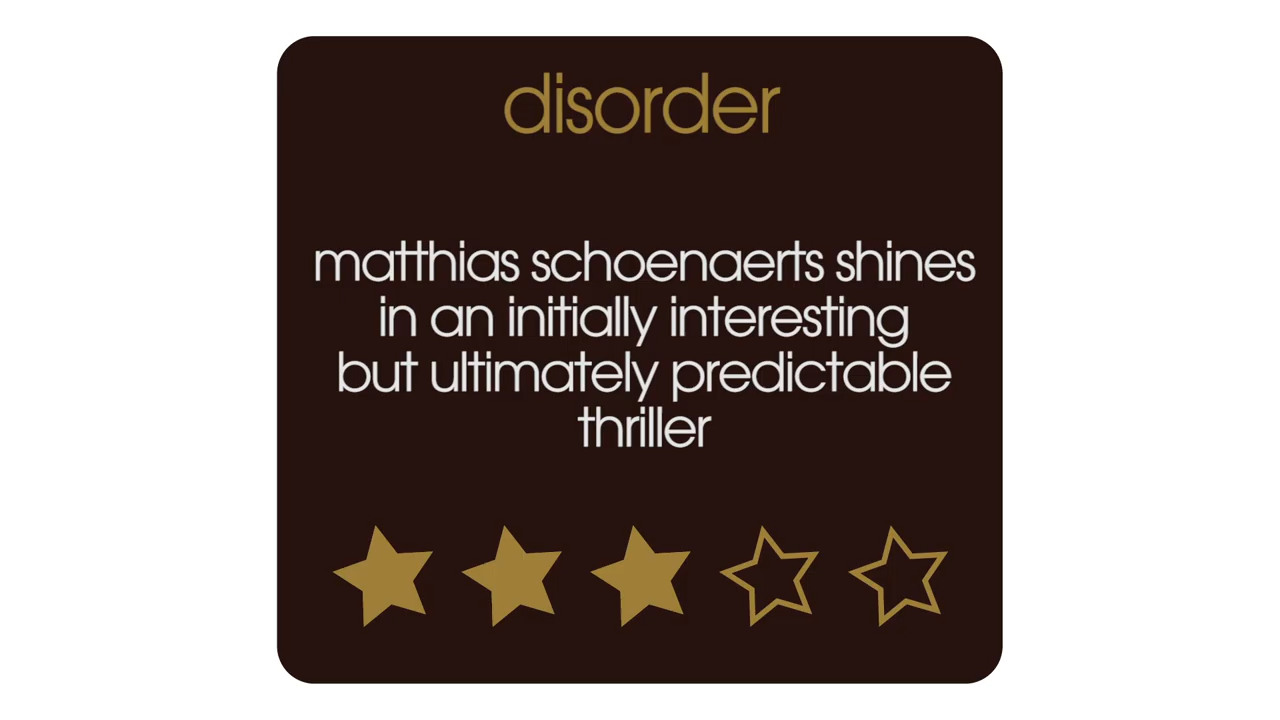 disorder
matthias schoenaerts shines
in an initially interesting
but ultimately predictable
thriller